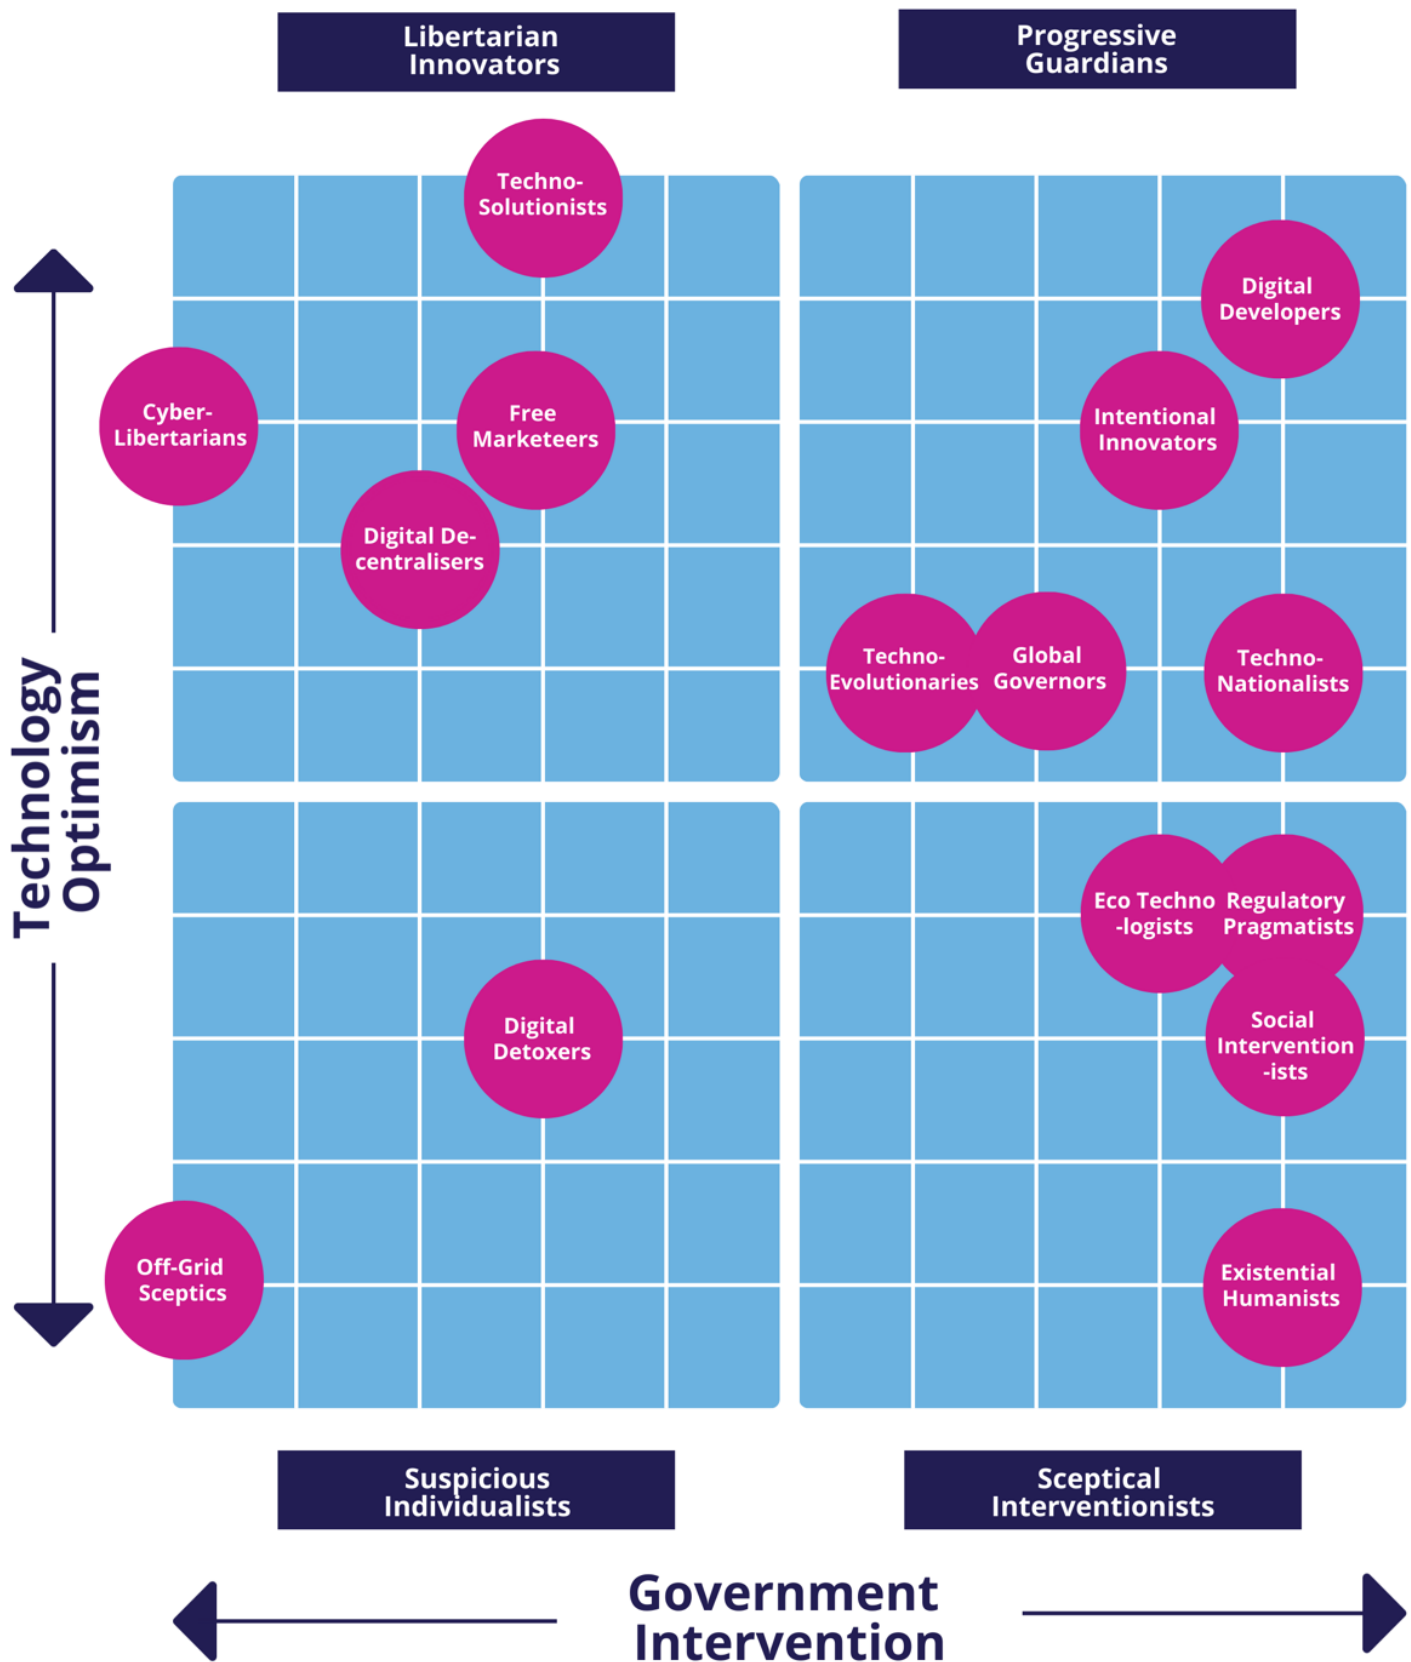 Libertarian
Innovators
Progressive
Guardians
Techno-
Solutionists
Digital
Developers
Cyber-
Libertarians
Free
Marketeers
Intentional
Innovators
Digital De-
centralisers
Techno-
Evolutionaries
Global
Governors
Techno-
Nationalists
Technology
Optimism
Eco Techno
-logists
Regulatory
Pragmatists
Digital
Detoxers
Social
Intervention
-ists
Off-Grid
Sceptics
Existential
Humanists
Suspicious
Individualists
Sceptical
Interventionists
Government
Intervention